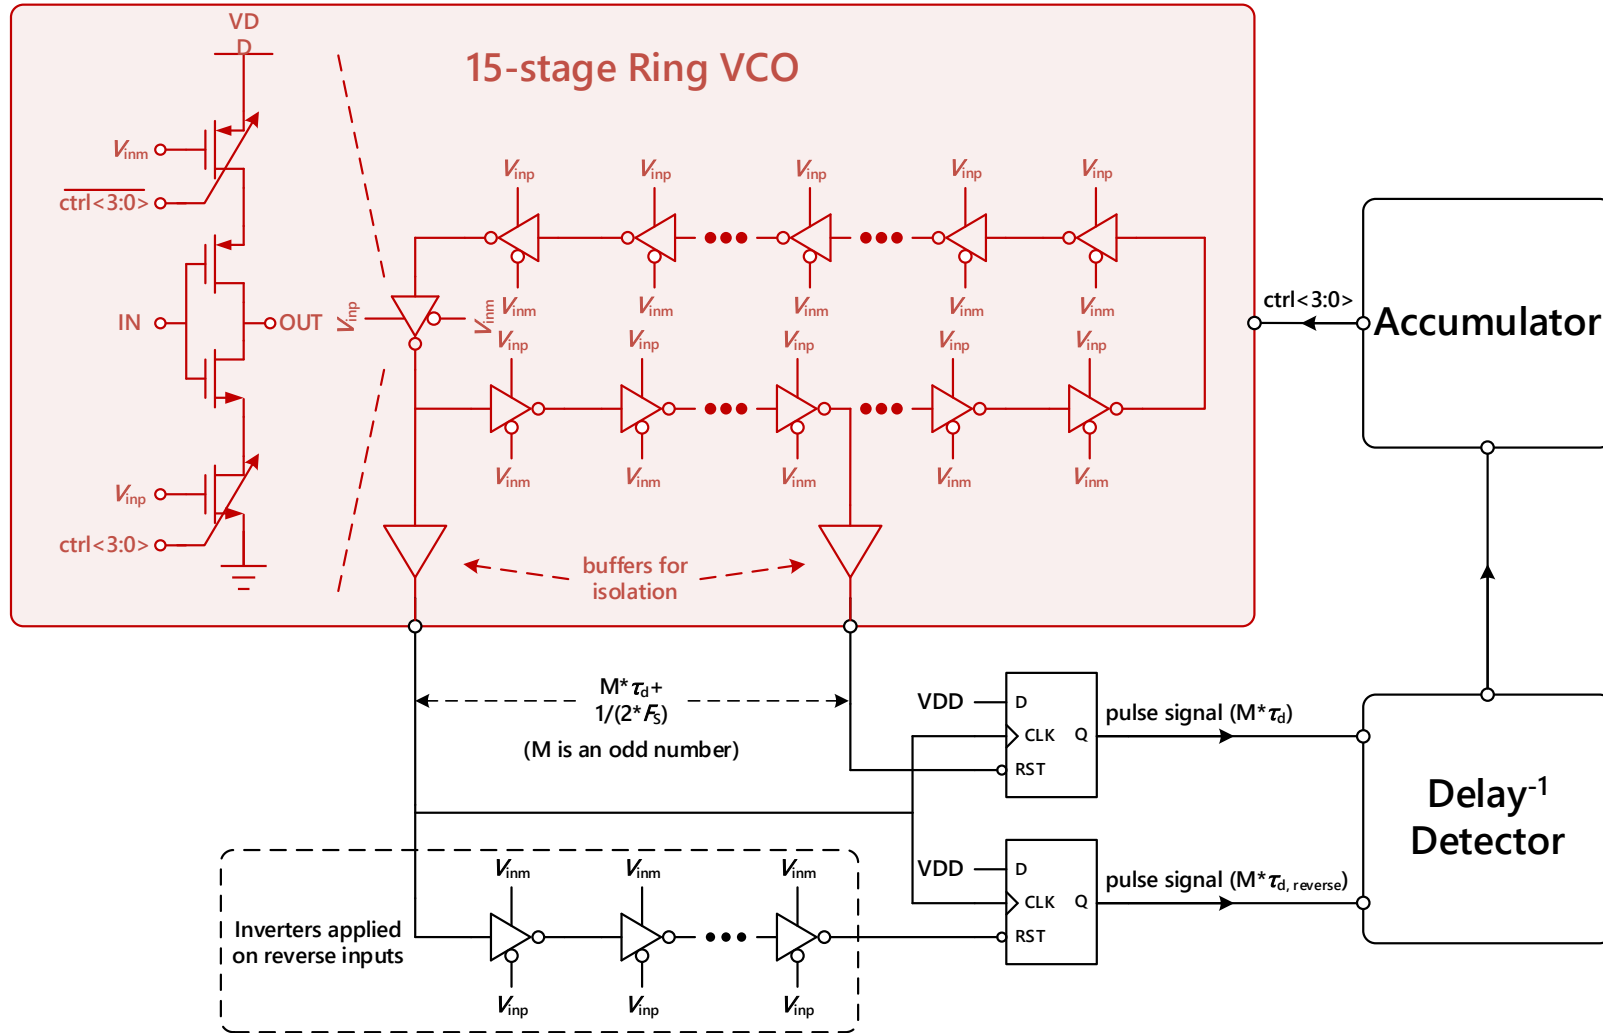 VD
D
15-stage Ring VCO
Vinm
ctrl<3:0>
IN
OUT
Vinp
ctrl<3:0>
Vinp
Vinp
Vinp
Vinp
Vinp
Vinm
Vinm
Vinm
Vinm
Vinm
Vinp
Vinm
Vinp
Vinp
Vinp
Vinp
Vinp
Vinm
Vinm
Vinm
Vinm
Vinm
buffers for
isolation
ctrl<3:0>
Accumulator
M*τd+
1/(2*FS)
(M is an odd number)
VDD
D
CLK
Q
RST
pulse signal (M*τd)
Delay-1
Detector
VDD
D
CLK
Q
RST
pulse signal (M*τd, reverse)
Inverters applied
on reverse inputs
Vinm
Vinm
Vinm
Vinp
Vinp
Vinp